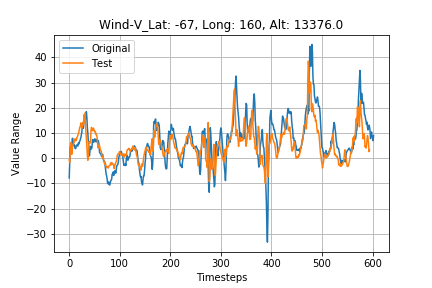 Wind-V_Lat: -67, Long: 160, Alt: 13376.0
Original
Test
Value Range
40
30
20
10
0
−10
−20
−30
0 100 200 300 400 500 600
Timesteps